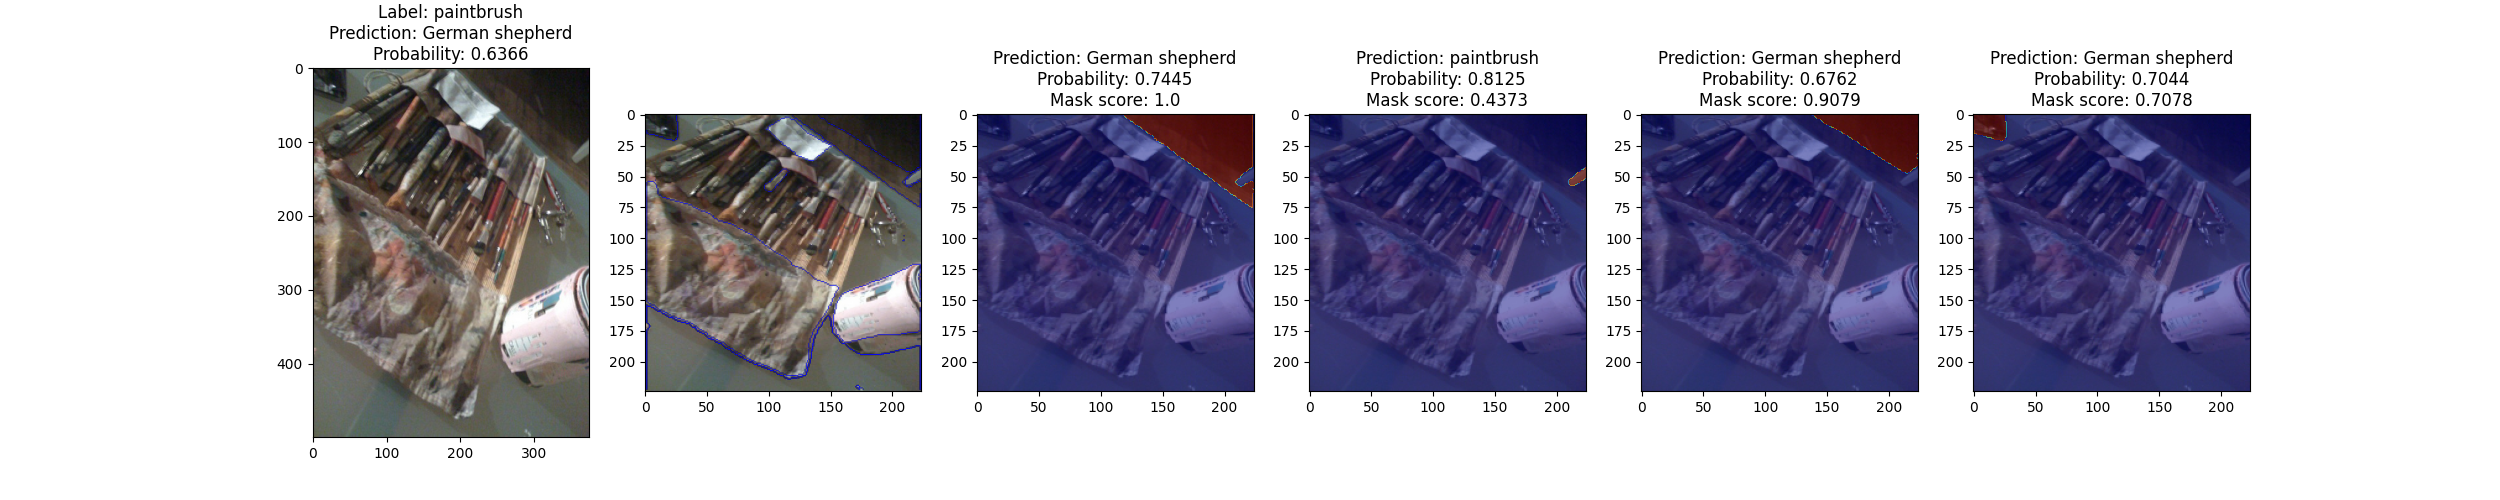 Label: paintbrush
Prediction: German shepherd
Probability: 0.6366
Prediction: German shepherd
Probability: 0.7445
Mask score: 1.0
Prediction: paintbrush
Probability: 0.8125
Mask score: 0.4373
Prediction: German shepherd
Probability: 0.6762
Mask score: 0.9079
Prediction: German shepherd
Probability: 0.7044
Mask score: 0.7078
0
100
200
300
400
0 100 200 300
0
25
50
75
100
125
150
175
200
0 50 100 150 200
0
25
50
75
100
125
150
175
200
0 50 100 150 200
0
25
50
75
100
125
150
175
200
0 50 100 150 200
0
25
50
75
100
125
150
175
200
0 50 100 150 200
0
25
50
75
100
125
150
175
200
0 50 100 150 200